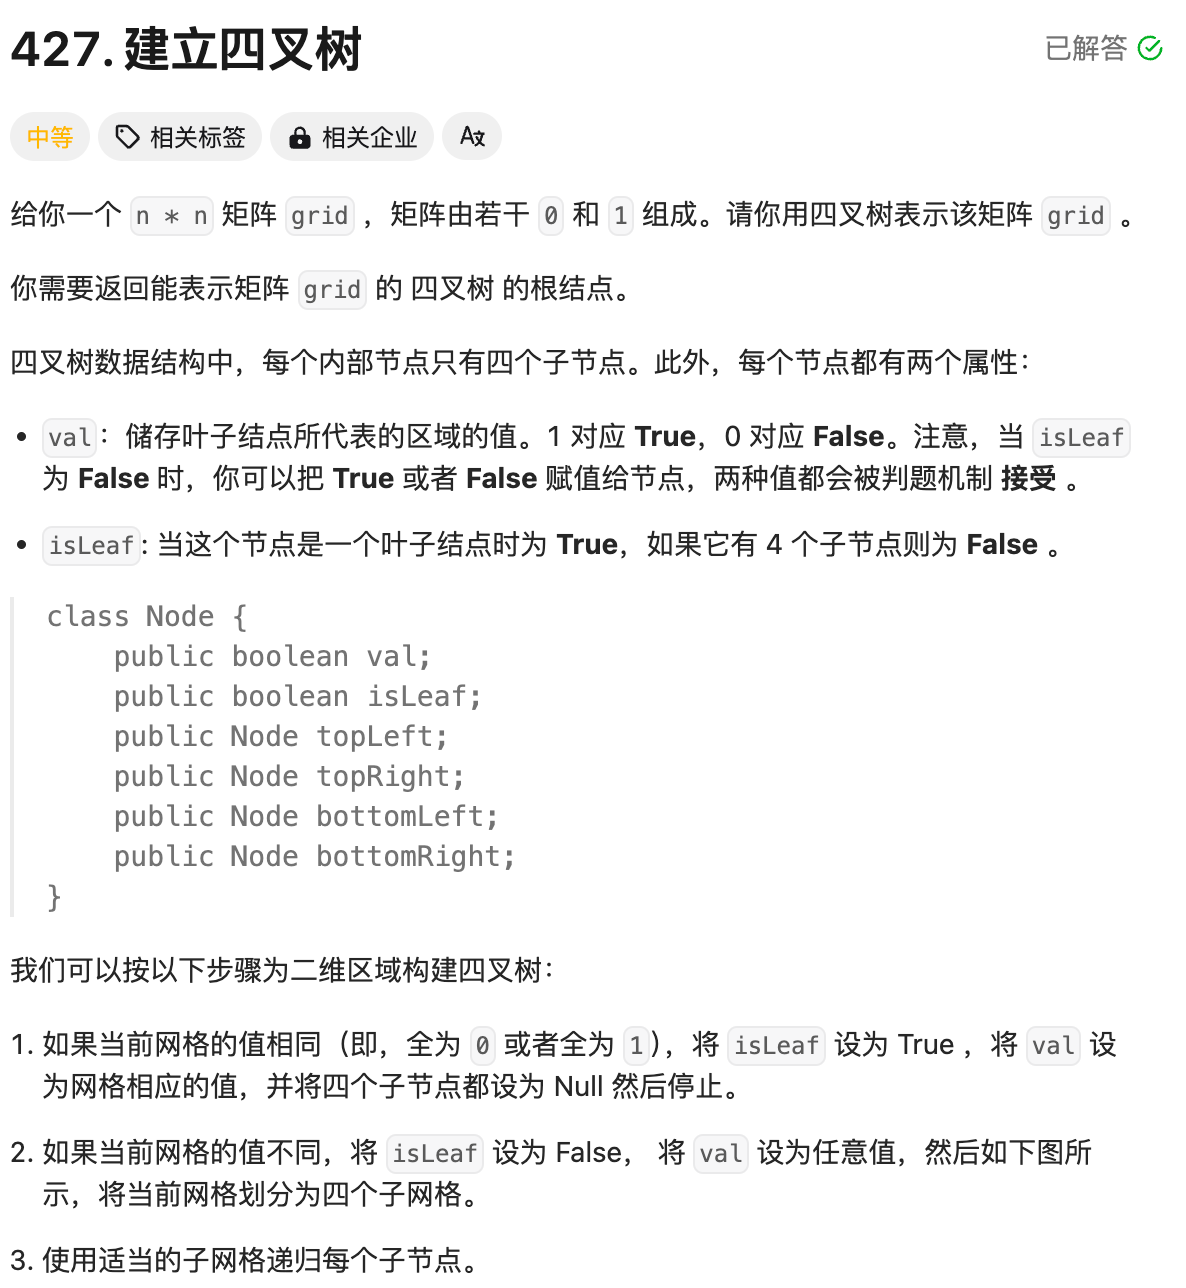 427. 建立四叉树
已解答
中等
相关标签
相关企业
给你一个 n * n 矩阵 grid ，矩阵由若干 0 和 1 组成。请你用四叉树表示该矩阵 grid 。
你需要返回能表示矩阵 grid 的 四叉树 的根结点。
四叉树数据结构中，每个内部节点只有四个子节点。此外，每个节点都有两个属性：
• val：储存叶子结点所代表的区域的值。1 对应 True，0 对应 False。注意，当 isLeaf
为 False 时，你可以把 True 或者 False 赋值给节点，两种值都会被判题机制 接受 。
• isLeaf: 当这个节点是一个叶子结点时为 True，如果它有 4 个子节点则为 False 。
class Node {
    public boolean val;
    public boolean isLeaf;
    public Node topLeft;
    public Node topRight;
    public Node bottomLeft;
    public Node bottomRight;
}
我们可以按以下步骤为二维区域构建四叉树：
1. 如果当前网格的值相同（即，全为 0 或者全为 1），将 isLeaf 设为 True ，将 val 设
为网格相应的值，并将四个子节点都设为 Null 然后停止。
2. 如果当前网格的值不同，将 isLeaf 设为 False， 将 val 设为任意值，然后如下图所
示，将当前网格划分为四个子网格。
3. 使用适当的子网格递归每个子节点。